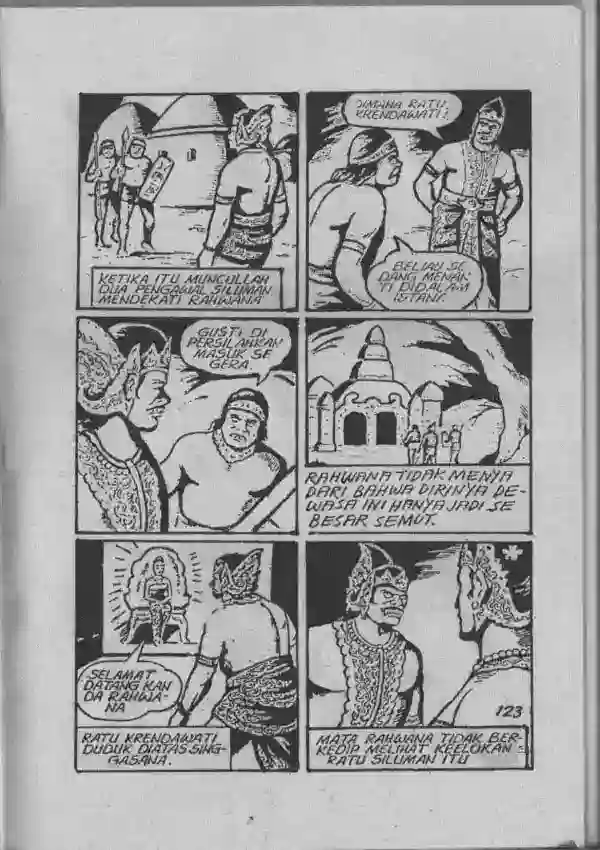 KETIKA ITU MUNCULLAH
DUA PENGAWAL SILUMAN
MENDEKATI RAHWANA
DIMANA RATU
KRENDAWATI?
BELIAU SE
DANG MENAN
TI DIDALAM
ISTANA.
GUSTI DI
PERSILAHKAN
MASUK SE
GERA.
RAHWANA TIDAK MENYA
DARI BAHWA DIRINYA DE-
WASA INI HANYA JADI SE
BESAR SEMUT.
SELAMAT
DATANG KAN
DA RAHWA-
NA
RATU KRENDAWATI
DUDUK DIATAS SING-
GASANA.
123
MATA RAHWANA TIDAK BER-
KEDIP MELIHAT KEELOKAN
RATU SILUMAN ITU